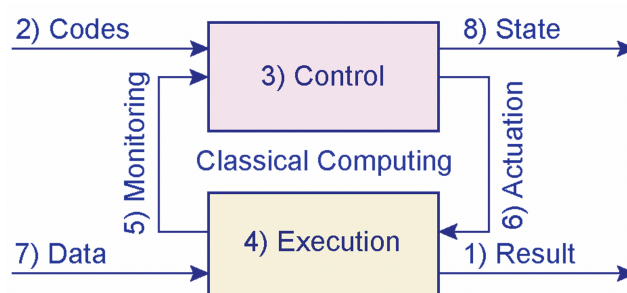 2) Codes
8) State
3) Control
5) Monitoring
Classical Computing
6) Actuation
4) Execution
7) Data
1) Result